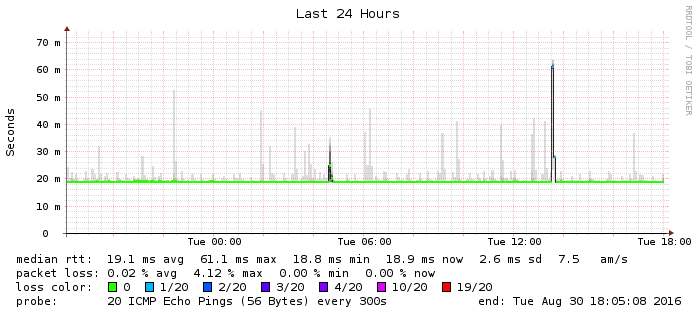 Last 24 Hours
RRDTOOL / TOBI OETIKER
Seconds
70 m
60 m
50 m
40 m
30 m
20 m
10 m
0
Tue 00:00 Tue 06:00 Tue 12:00 Tue 18:00
median rtt: 19.1 ms avg 61.1 ms max 18.8 ms min 18.9 ms now 2.6 ms sd 7.5 am/s
packet loss: 0.02 % avg 4.12 % max 0.00 % min 0.00 % now
loss color: 0 1/20 2/20 3/20 4/20 10/20 19/20
probe: 20 ICMP Echo Pings (56 Bytes) every 300s end: Tue Aug 30 18:05:08 2016